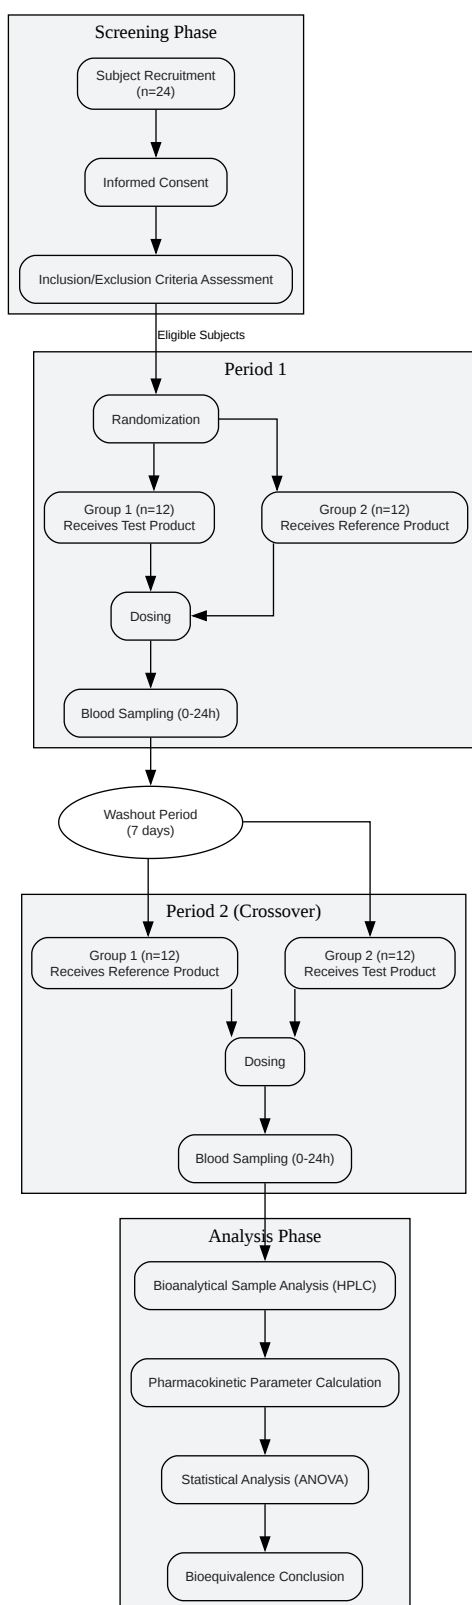 Screening Phase
Subject Recruitment
(n=24)
Informed Consent
Inclusion/Exclusion Criteria Assessment
Eligible Subjects
Period 1
Randomization
Group 1 (n=12)
Receives Test Product
Group 2 (n=12)
Receives Reference Product
Dosing
Blood Sampling (0-24h)
Washout Period
(7 days)
Period 2 (Crossover)
Group 1 (n=12)
Receives Reference Product
Group 2 (n=12)
Receives Test Product
Dosing
Blood Sampling (0-24h)
Analysis Phase
Bioanalytical Sample Analysis (HPLC)
Pharmacokinetic Parameter Calculation
Statistical Analysis (ANOVA)
Bioequivalence Conclusion